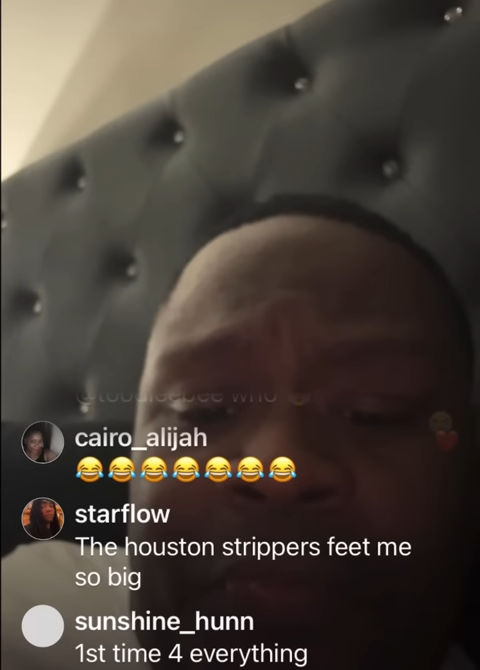 cairo_alijah
😂😂😂😂😂😂😂
starflow
The houston strippers feet me
so big
sunshine_hunn
1st time 4 everything